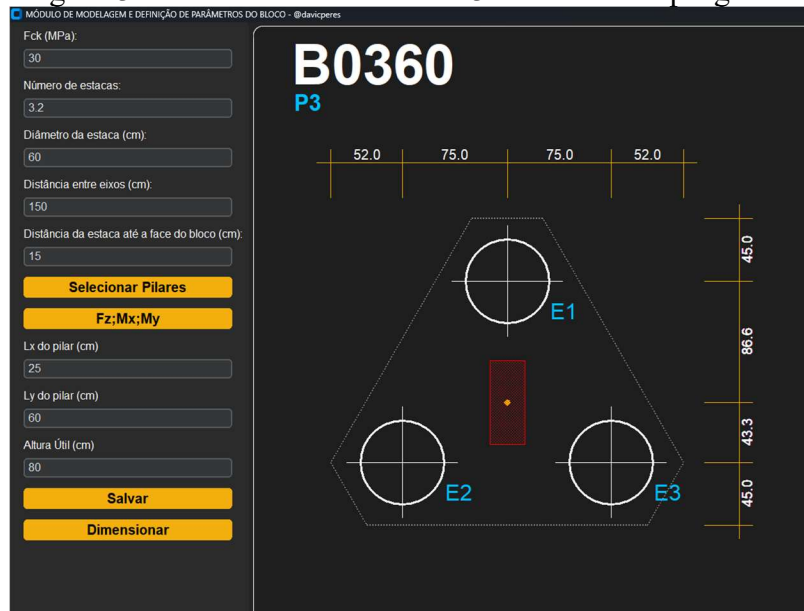 MÓDULO DE MODELAGEM E DEFINIÇÃO DE PARÂMETROS DO BLOCO - @davicperes
Fck (MPa):
30
Número de estacas:
3.2
Diâmetro da estaca (cm):
60
Distância entre eixos (cm):
150
Distância da estaca até a face do bloco (cm):
15
Selecionar Pilares
Fz;Mx;My
Lx do pilar (cm)
25
Ly do pilar (cm)
60
Altura Útil (cm)
80
Salvar
Dimensionar
B0360
P3
52.0 75.0 75.0 52.0
45.0
E1
86.6
43.3
E2 E3
45.0